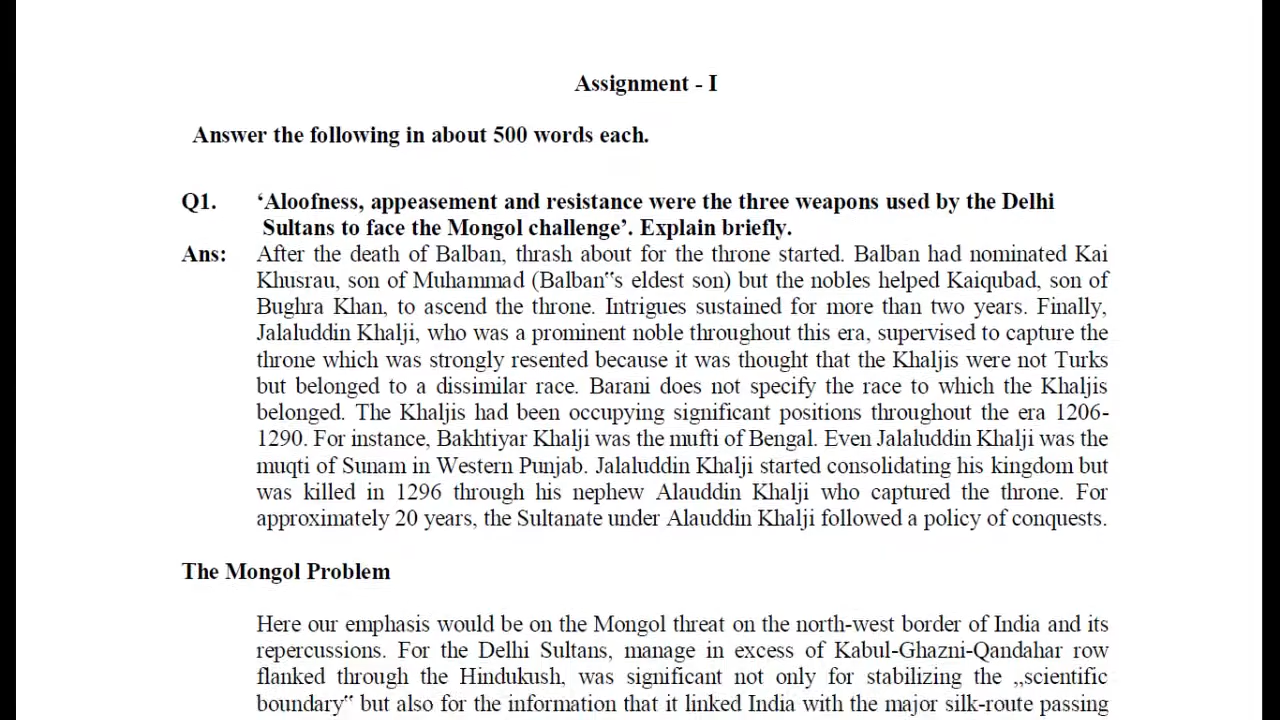 Assignment - I
Answer the following in about 500 words each.
Q1. ‘Aloofness, appeasement and resistance were the three weapons used by the Delhi
Sultans to face the Mongol challenge’. Explain briefly.
Ans: After the death of Balban, thrash about for the throne started. Balban had nominated Kai
Khusrau, son of Muhammad (Balban‟s eldest son) but the nobles helped Kaiqubad, son of
Bughra Khan, to ascend the throne. Intrigues sustained for more than two years. Finally,
Jalaluddin Khalji, who was a prominent noble throughout this era, supervised to capture the
throne which was strongly resented because it was thought that the Khaljis were not Turks
but belonged to a dissimilar race. Barani does not specify the race to which the Khaljis
belonged. The Khaljis had been occupying significant positions throughout the era 1206-
1290. For instance, Bakhtiyar Khalji was the mufti of Bengal. Even Jalaluddin Khalji was the
muqti of Sunam in Western Punjab. Jalaluddin Khalji started consolidating his kingdom but
was killed in 1296 through his nephew Alauddin Khalji who captured the throne. For
approximately 20 years, the Sultanate under Alauddin Khalji followed a policy of conquests.
The Mongol Problem
Here our emphasis would be on the Mongol threat on the north-west border of India and its
repercussions. For the Delhi Sultans, manage in excess of Kabul-Ghazni-Qandahar row
flanked through the Hindukush, was significant not only for stabilizing the „scientific
boundary‟ but also for the information that it linked India with the major silk-route passing